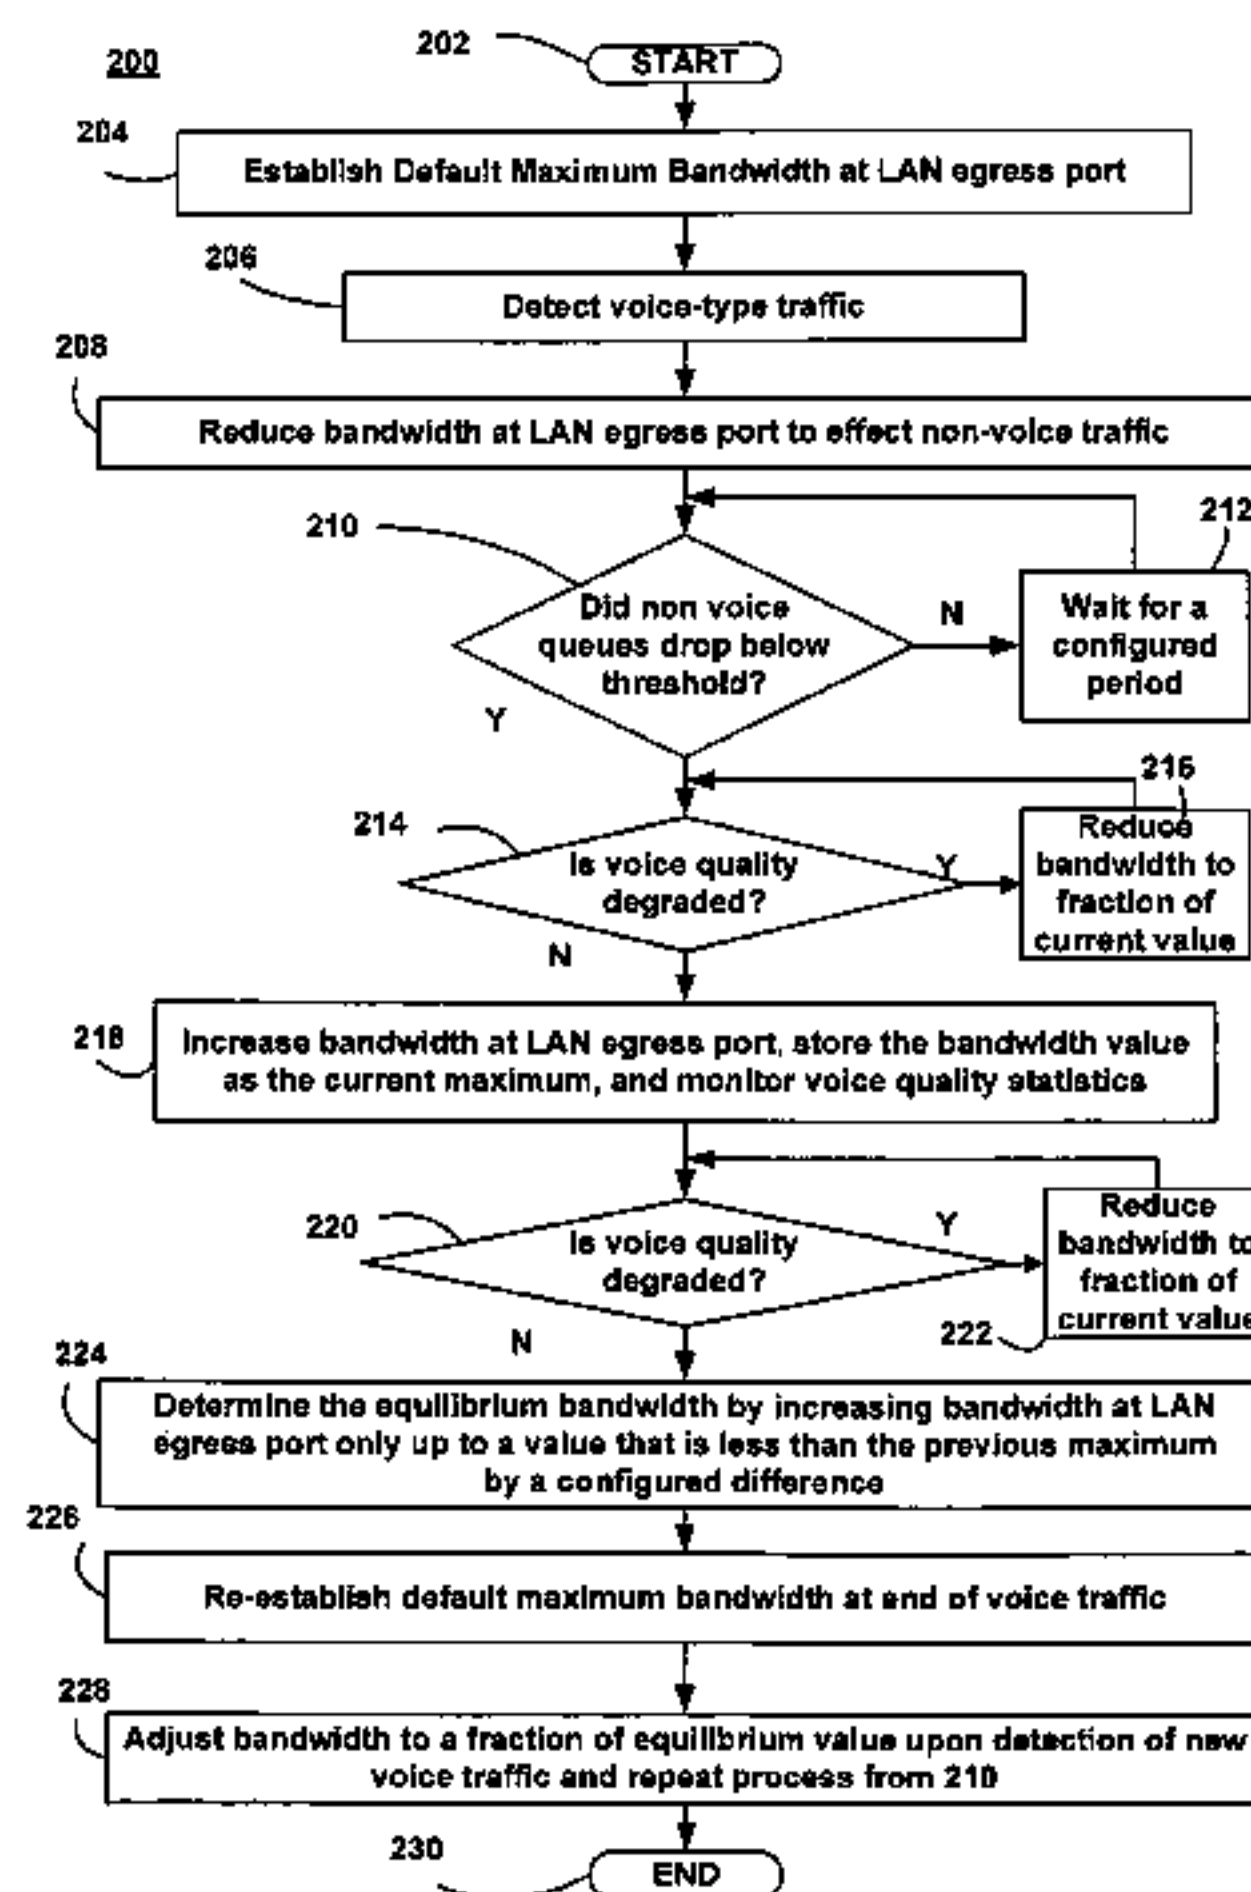 200
202
START
204
Establish Default Maximum Bandwidth at LAN egress port
206
Detect voice-type traffic
208
Reduce bandwidth at LAN egress port to effect non-voice traffic
210
212
Did non voice
queues drop below
threshold?
N
Wait for a
configured
period
Y
214
216
Is voice quality
degraded?
Y
Reduce
bandwidth to
fraction of
current value
N
218
Increase bandwidth at LAN egress port, store the bandwidth value
as the current maximum, and monitor voice quality statistics
220
Is voice quality
degraded?
Y
Reduce
bandwidth to
fraction of
current value
222
N
224
Determine the equilibrium bandwidth by increasing bandwidth at LAN
egress port only up to a value that is less than the previous maximum
by a configured difference
226
Re-establish default maximum bandwidth at end of voice traffic
228
Adjust bandwidth to a fraction of equilibrium value upon detection of new
voice traffic and repeat process from 210
230
END